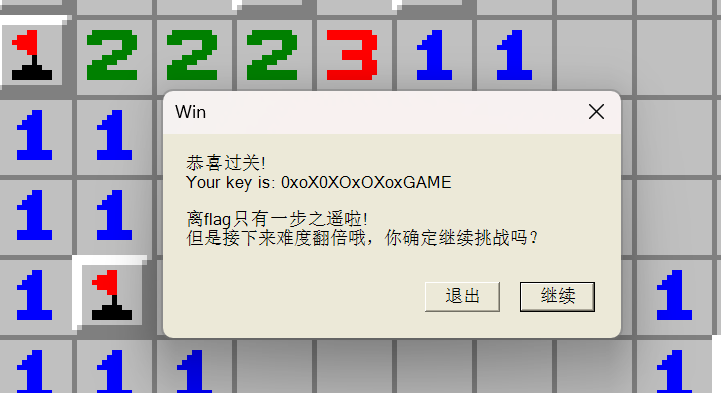 2 2 2 3 1 1
Win
1 1
恭喜过关!
Your key is: 0xoX0XOxOXoxGAME
1 1
离flag只有一步之遥啦!
但是接下来难度翻倍哦，你确定继续挑战吗?
1 退出 继续 1
1 1 1 1